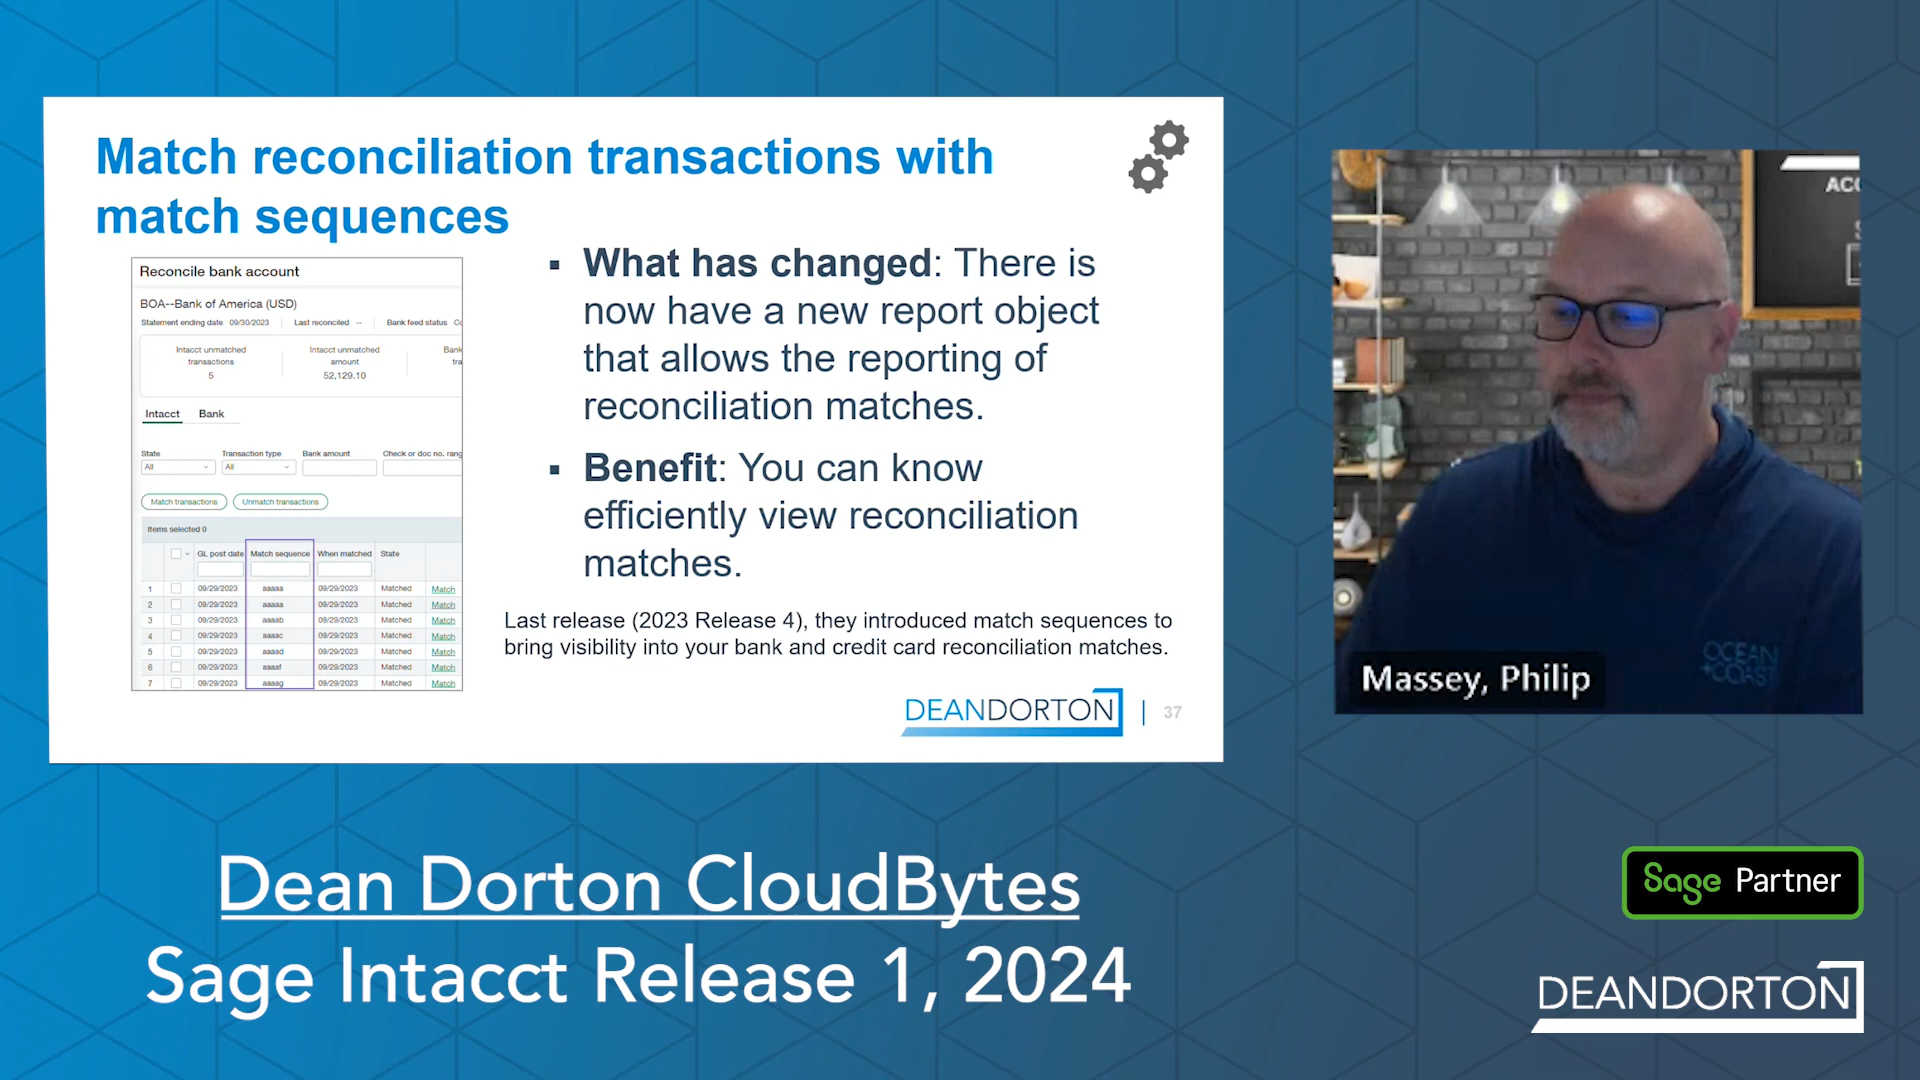 Match reconciliation transactions with
match sequences
Reconcile bank account
BOA--Bank of America (USD)
Statement ending date 09/30/2023 Last reconciled -- Bank feed status
Intacct unmatched transactions 5
Intacct unmatched amount 52,129.10
Bank
Intacct Bank
State Transaction type Bank amount Check or doc no. rang
All All
Match transactions Unmatch transactions
Items selected 0
GL post date Match sequence When matched State
1 09/29/2023 aaaaa 09/29/2023 Matched Match
2 09/29/2023 aaaaa 09/29/2023 Matched Match
3 09/29/2023 aaaab 09/29/2023 Matched Match
4 09/29/2023 aaaac 09/29/2023 Matched Match
5 09/29/2023 aaaad 09/29/2023 Matched Match
6 09/29/2023 aaaaf 09/29/2023 Matched Match
7 09/29/2023 aaaag 09/29/2023 Matched Match
▪ What has changed: There is
now have a new report object
that allows the reporting of
reconciliation matches.
▪ Benefit: You can know
efficiently view reconciliation
matches.
Last release (2023 Release 4), they introduced match sequences to
bring visibility into your bank and credit card reconciliation matches.
DEANDORTON | 37
OCEAN
+COAST
Massey, Philip
Dean Dorton CloudBytes
Sage Intacct Release 1, 2024
Sage Partner
DEANDORTON